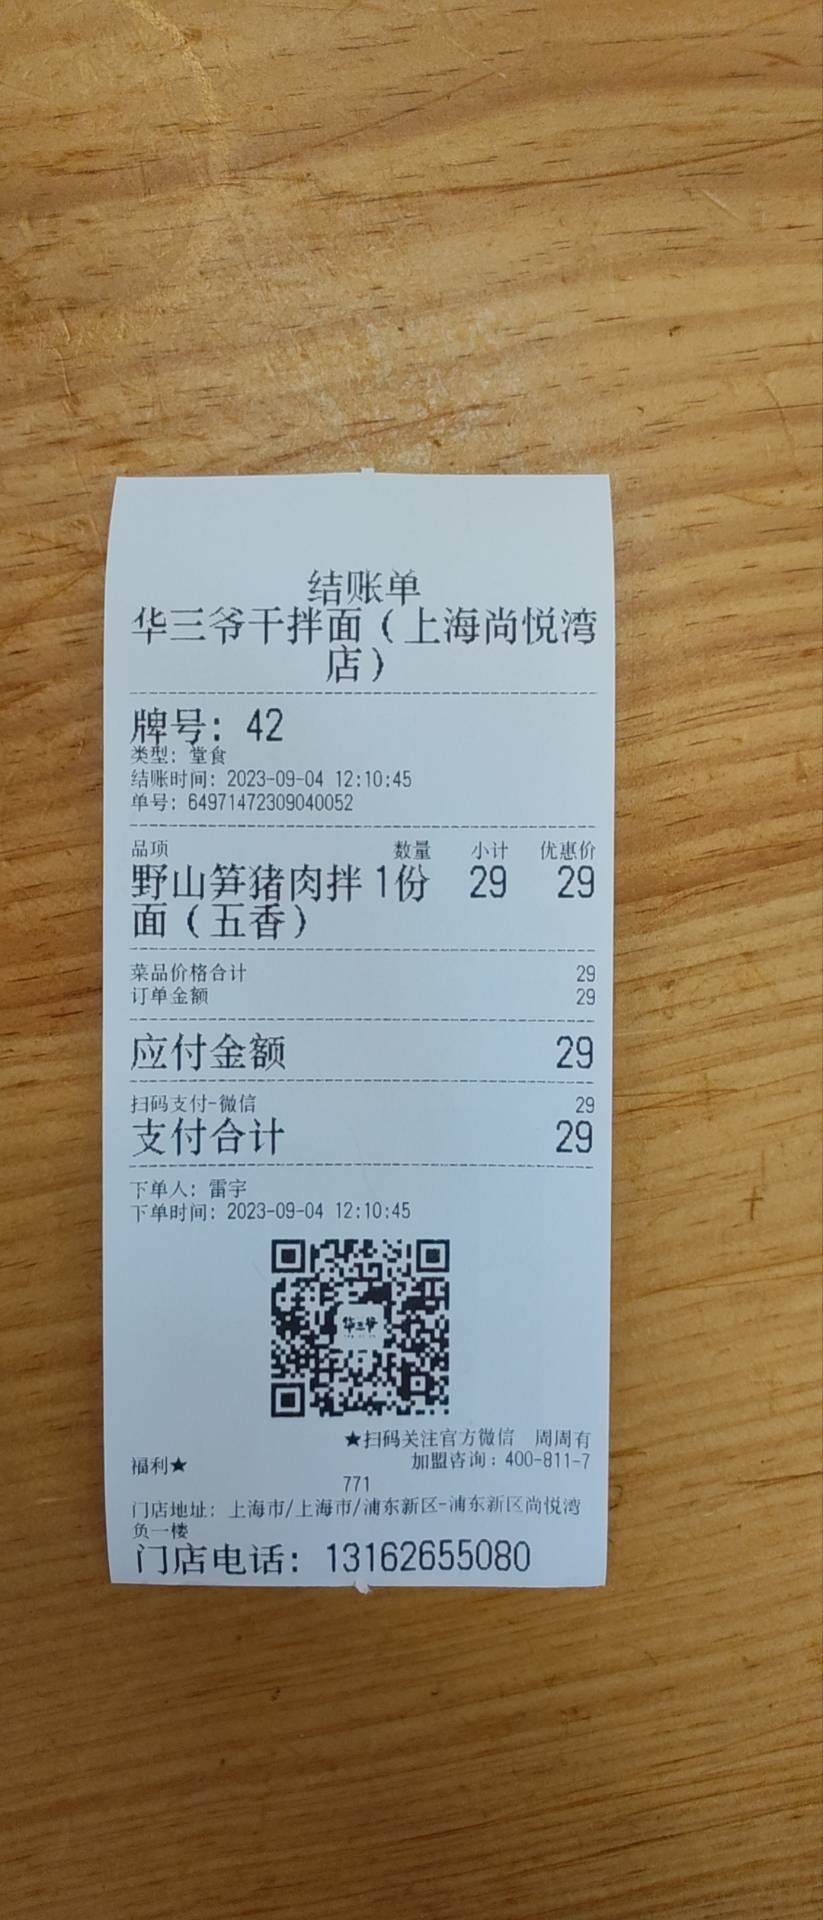 结账单
华三爷干拌面（上海尚悦湾
店）
牌号: 42
类型: 堂食
结账时间: 2023-09-04 12:10:45
单号: 64971472309040052
品项 数量 小计 优惠价
野山笋猪肉拌 1份 29 29
面（五香）
菜品价格合计 29
订单金额 29
应付金额 29
扫码支付-微信 29
支付合计 29
下单人: 雷宇
下单时间: 2023-09-04 12:10:45
华三爷
★扫码关注官方微信 周周有
福利★ 加盟咨询：400-811-7
771
门店地址: 上海市/上海市/浦东新区-浦东新区尚悦湾
负一楼
门店电话: 13162655080